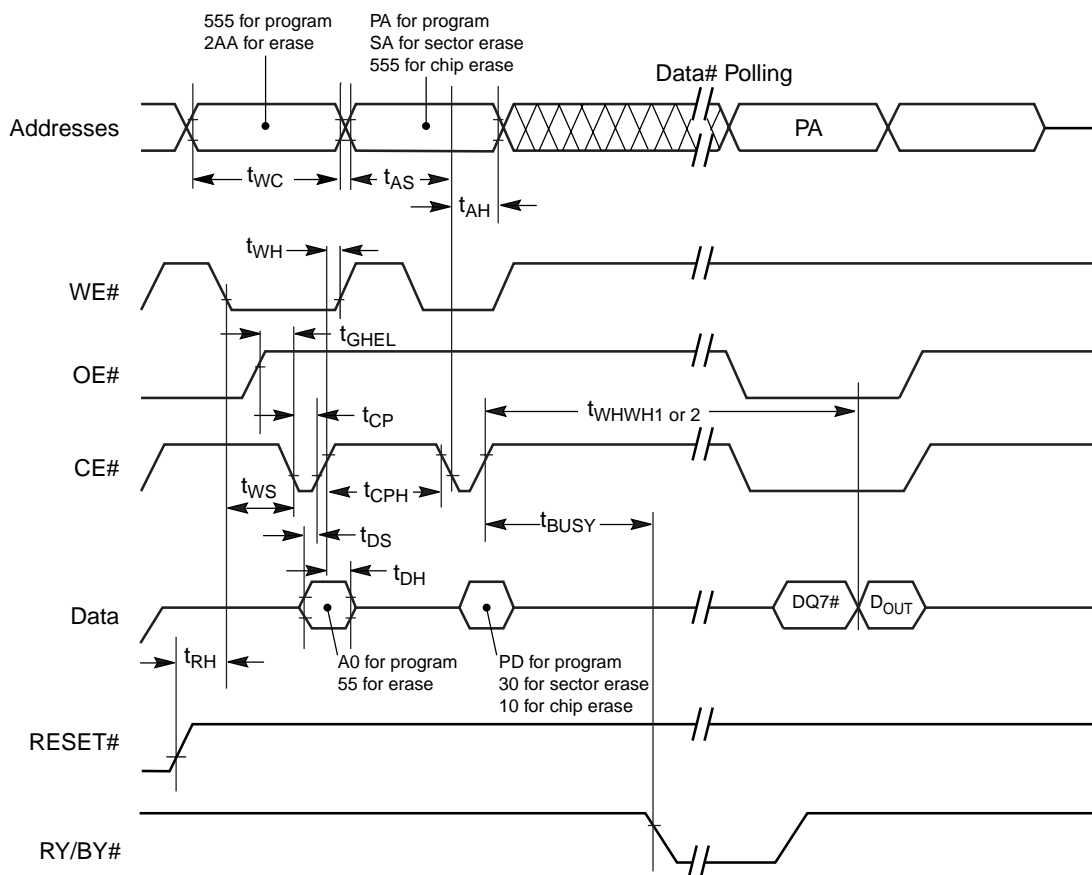 555 for program
2AA for erase
PA for program
SA for sector erase
555 for chip erase
Data# Polling
Addresses
PA
tWC
tAS
tAH
tWH
WE#
tGHEL
OE#
tWHWH1 or 2
tCP
CE#
tWS
tCPH
tBUSY
tDS
tDH
Data
DQ7#
DOUT
tRH
A0 for program
55 for erase
PD for program
30 for sector erase
10 for chip erase
RESET#
RY/BY#